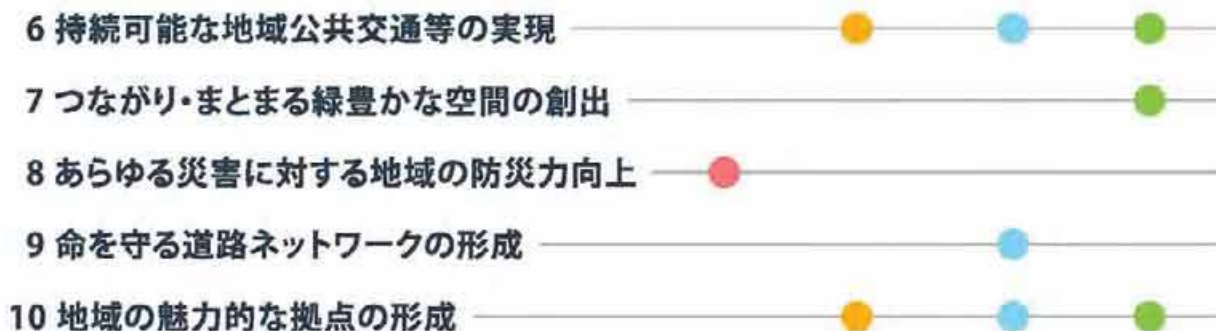 6 持続可能な地域公共交通等の実現
7 つながり・まとまる緑豊かな空間の創出
8 あらゆる災害に対する地域の防災力向上
9 命を守る道路ネットワークの形成
10 地域の魅力的な拠点の形成